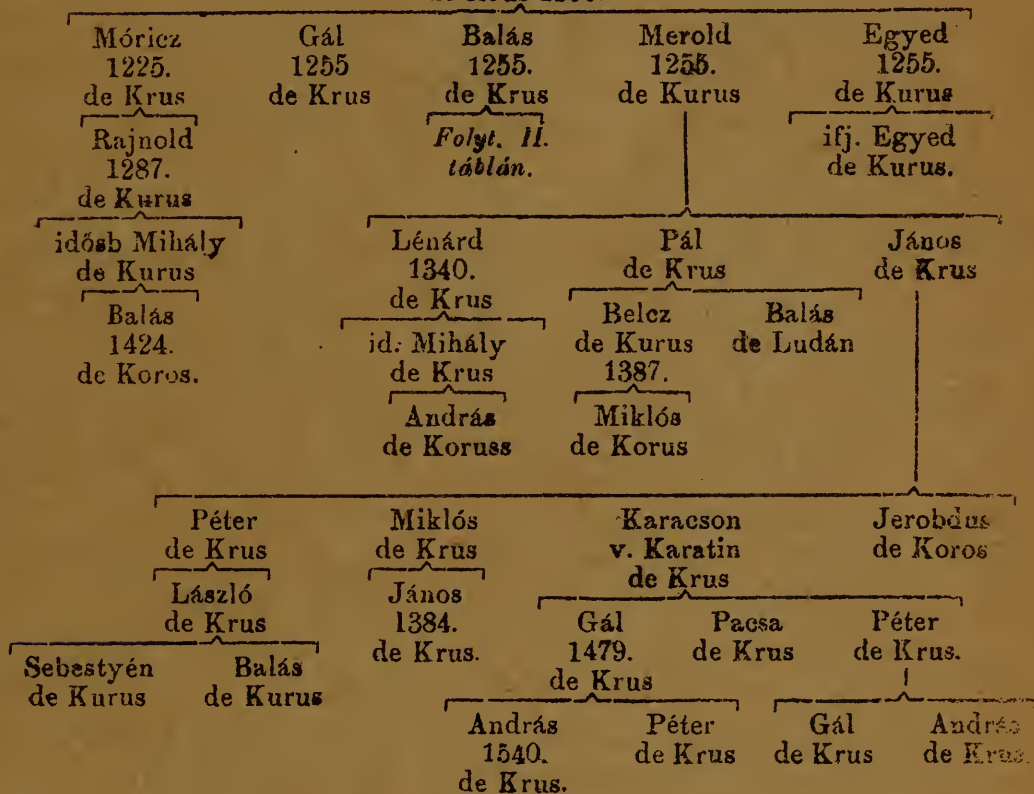 Móricz Gál Balás Merold Egyed
1225. 1255 1255. 1255. 1255.
de Krus de Krus de Krus de Kurus de Kurus
Rajnold Folyt. II. ifj. Egyed
1287. táblán. de Kurus.
de Kurus
idősb Mihály Lénárd Pál János
de Kurus 1340. de Krus de Krus
de Krus
Balás Belcz Balás
1424. id. Mihály de Kurus de Ludán
de Koros. de Krus 1387.
András Miklós
de Koruss de Korus
Péter Miklós Karacson Jerobdus
de Krus de Krus v. Karatin de Koros
de Krus
László János
de Krus 1384. Gál Pacsa Péter
de Krus. 1479. de Krus de Krus.
Sebestyén Balás de Krus
de Kurus de Kurus
András Péter Gál András
1540. de Krus de Krus de Krus.
de Krus.